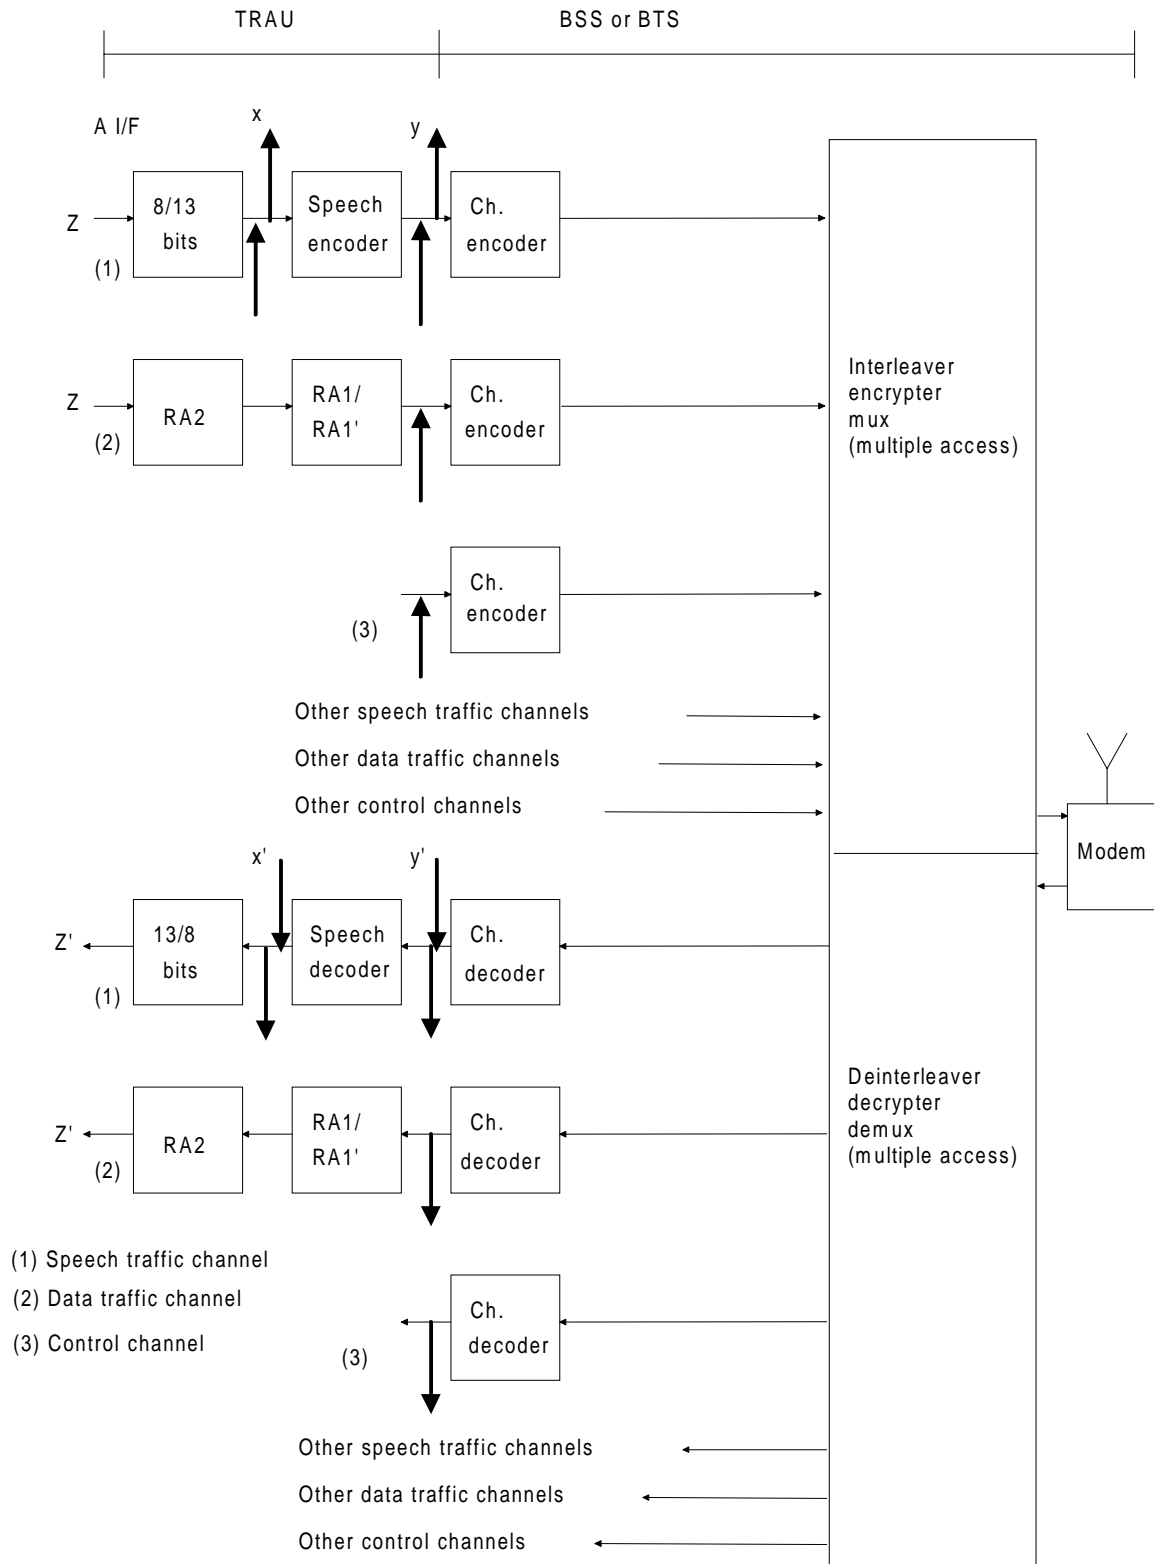 TRAU
BSS or BTS
A I/F
x
y
Z
(1)
8/13
bits
Speech
encoder
Ch.
encoder
Z
(2)
RA2
RA1/
RA1'
Ch.
encoder
Interleaver
encrypter
mux
(multiple access)
(3)
Ch.
encoder
Other speech traffic channels
Other data traffic channels
Other control channels
Modem
x'
y'
Z'
(1)
13/8
bits
Speech
decoder
Ch.
decoder
Z'
(2)
RA2
RA1/
RA1'
Ch.
decoder
Deinterleaver
decrypter
demux
(multiple access)
(1) Speech traffic channel
(2) Data traffic channel
(3) Control channel
(3)
Ch.
decoder
Other speech traffic channels
Other data traffic channels
Other control channels